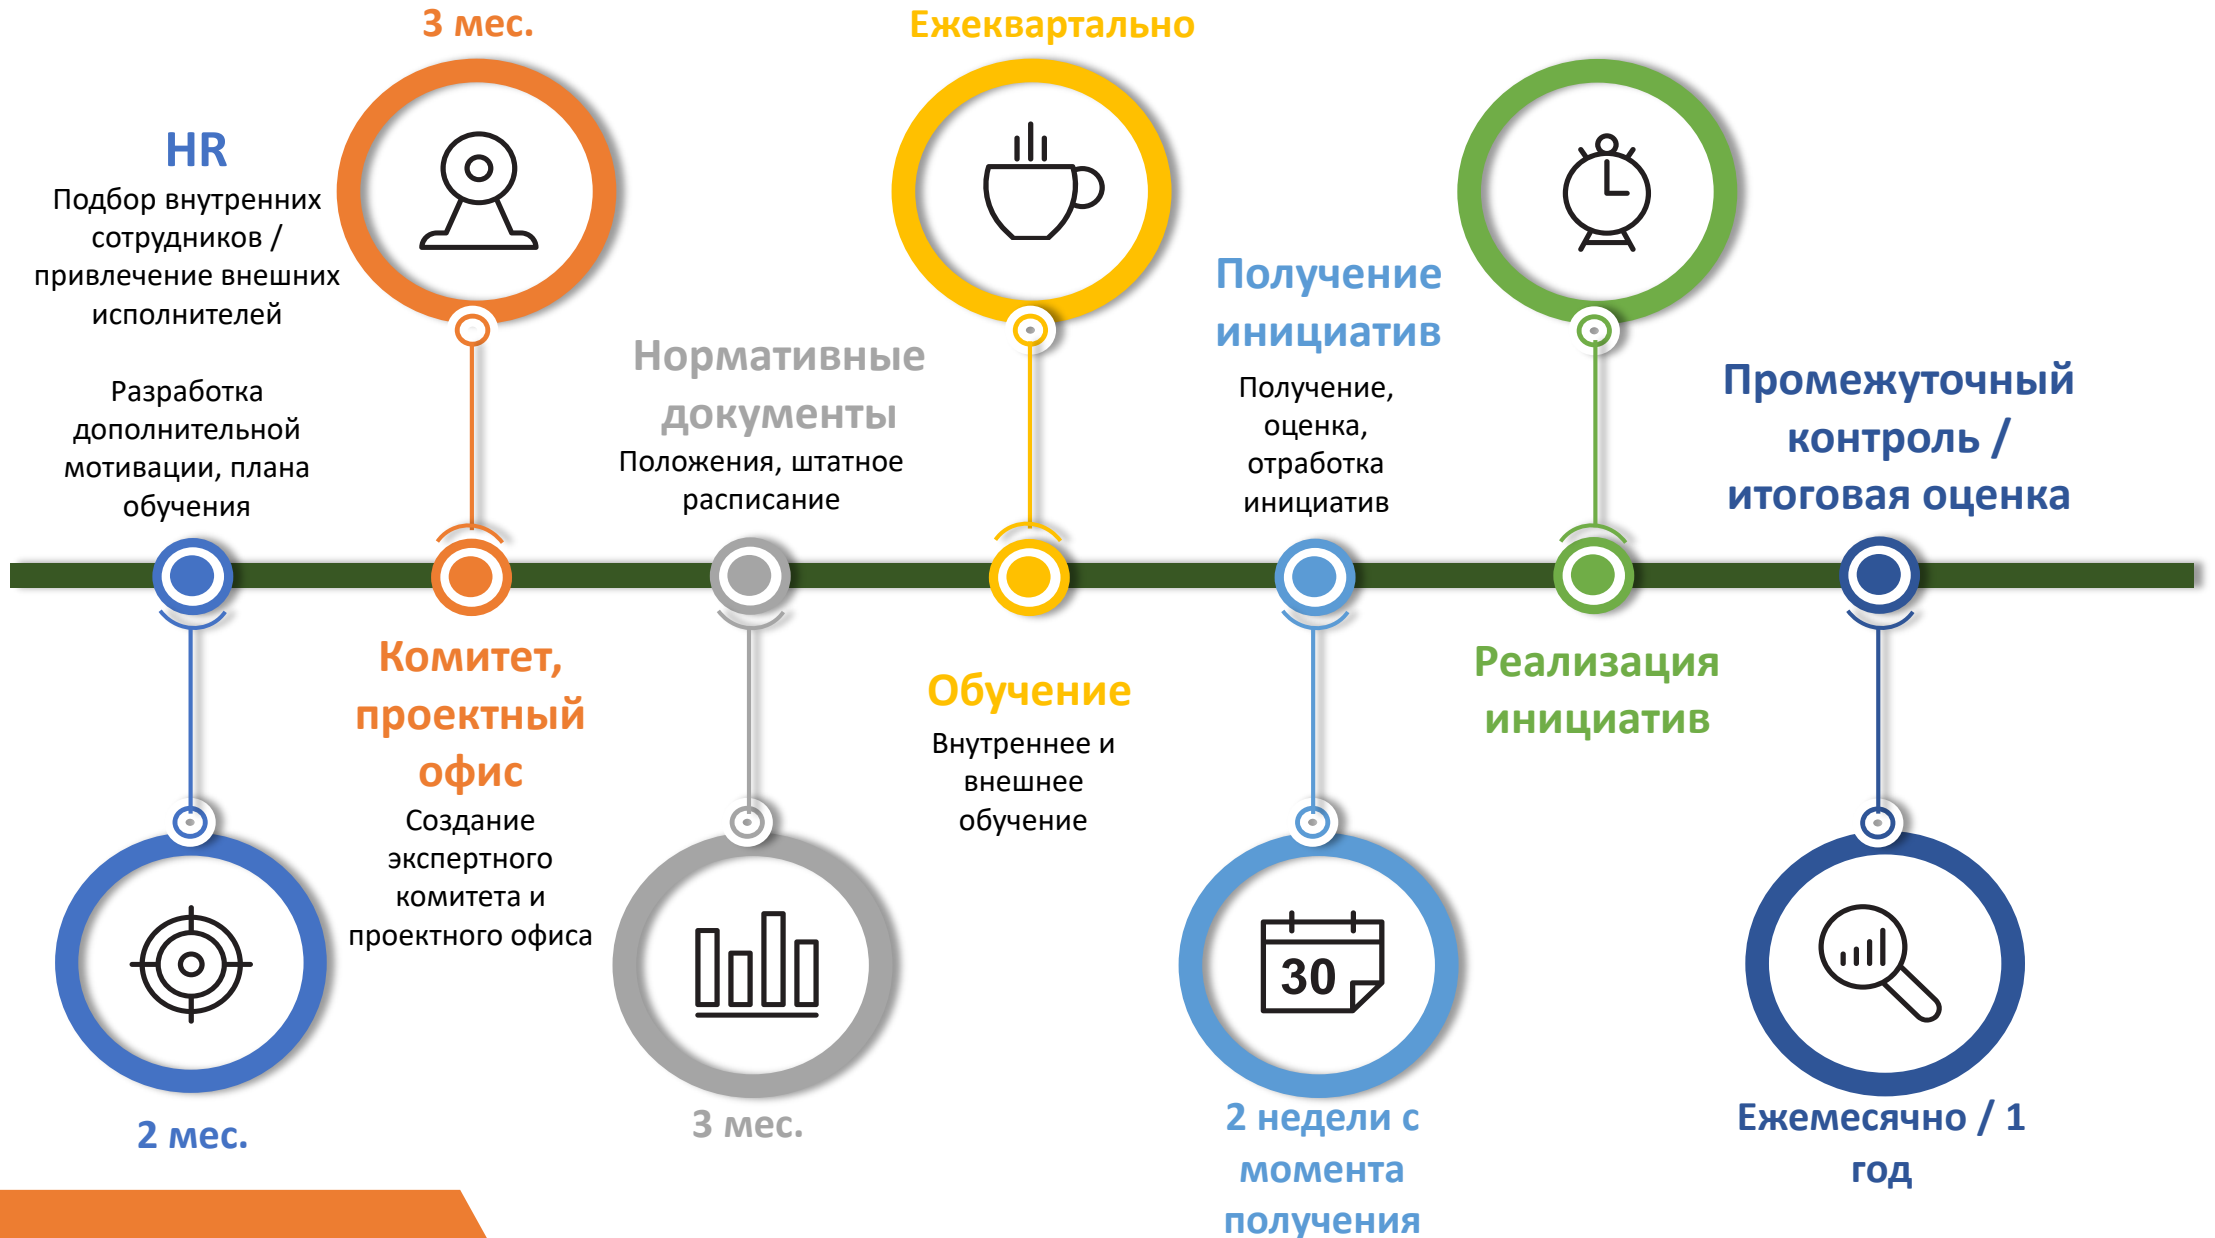 3 мес.
Ежеквартально
HR
Подбор внутренних
сотрудников /
привлечение внешних
исполнителей
Разработка
дополнительной
мотивации, плана
обучения
Нормативные
документы
Положения, штатное
расписание
Получение
инициатив
Получение,
оценка,
отработка
инициатив
Промежуточный
контроль /
итоговая оценка
Комитет,
проектный
офис
Создание
экспертного
комитета и
проектного офиса
Обучение
Внутреннее и
внешнее
обучение
Реализация
инициатив
30
2 мес.
3 мес.
2 недели с
момента
получения
Ежемесячно / 1
год